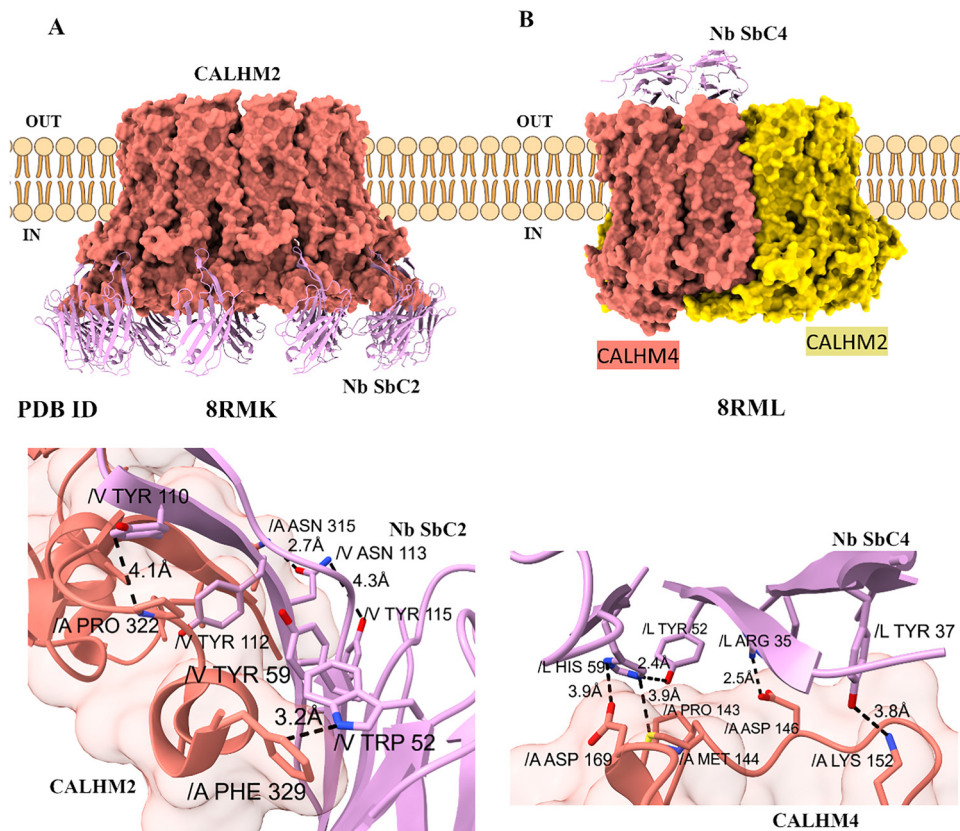 A
B
Nb SbC4
CALHM2
OUT
OUT
IN
IN
CALHM4
CALHM2
Nb SbC2
PDB ID
8RMK
8RML
/V TYR 110
/A ASN 315
Nb SbC2
2.7Å
/V ASN 113
4.1Å
4.3Å
/A PRO 322
/V TYR 112
/V TYR 115
/V TYR 59
3.2Å
/V TRP 52
CALHM2
/A PHE 329
Nb SbC4
/L TYR 52
/L ARG 35
/L TYR 37
/L HIS 59
2.4Å
3.9Å
3.9Å
2.5Å
/A PRO 143
3.8Å
/A ASP 146
/A ASP 169
/A MET 144
/A LYS 152
CALHM4